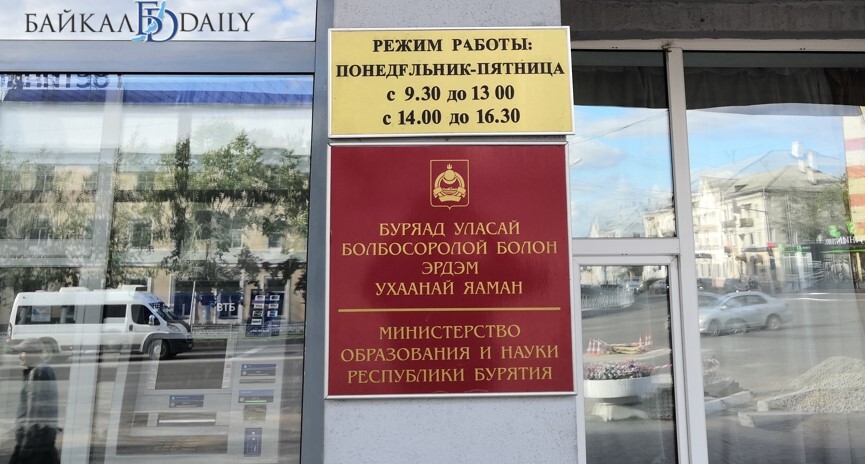 БАЙКАЛ DAILY
РЕЖИМ РАБОТЫ:
ПОНЕДЕЛЬНИК-ПЯТНИЦА
с 9.30 до 13 00
с 14.00 до 16.30
БУРЯАД УЛАСАЙ
БОЛБОСОРОЛОЙ БОЛОН
ЭРДЭМ
УХААНАЙ ЯАМАН
МИНИСТЕРСТВО
ОБРАЗОВАНИЯ И НАУКИ
РЕСПУБЛИКИ БУРЯТИЯ
ВТБ